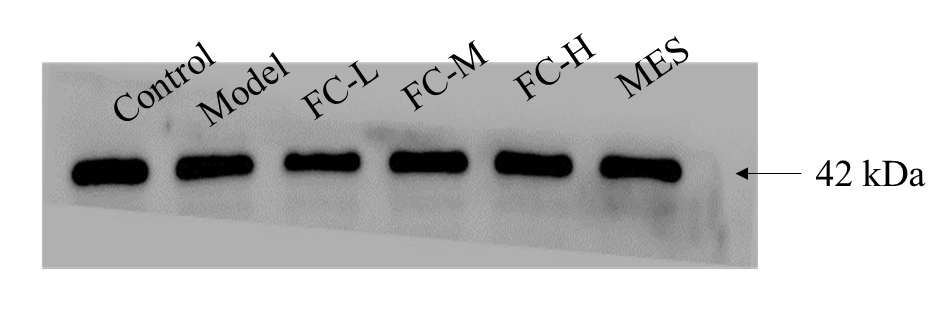 Control
Model
FC-L
FC-M
FC-H
MES
42 kDa